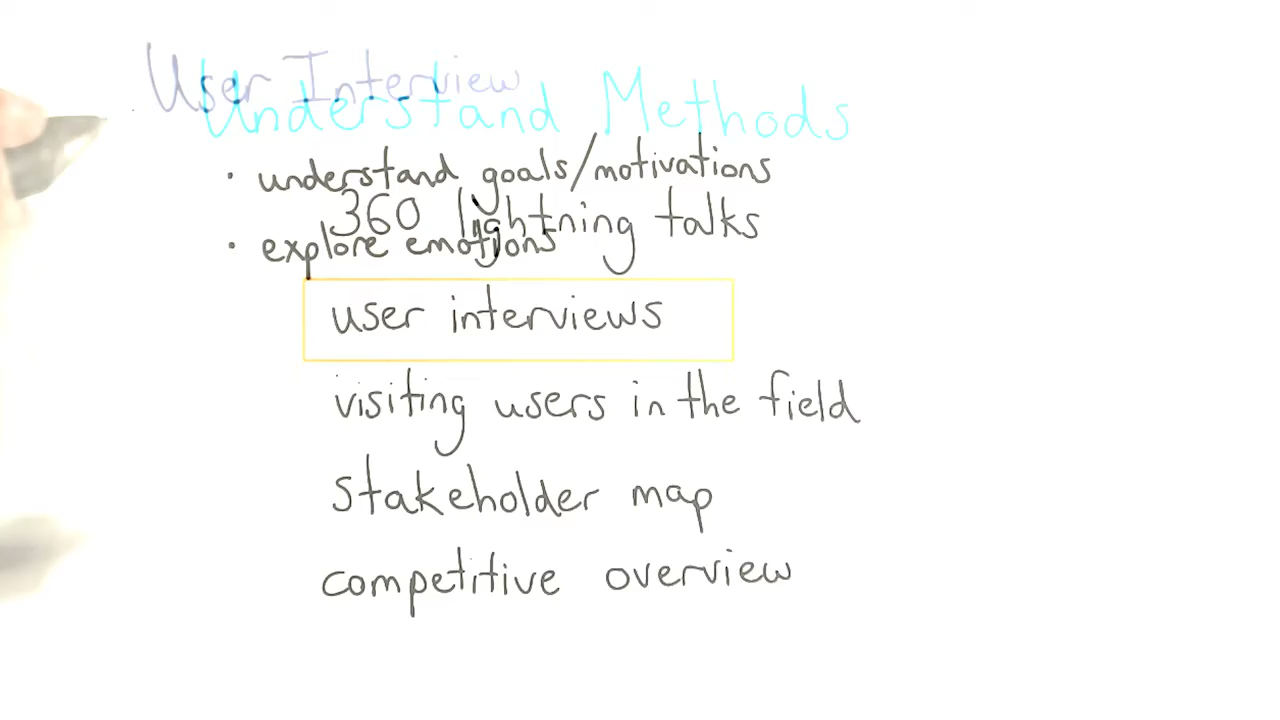 User Interview
Understand Methods
• understand goals/motivations
360 lightning talks
• explore emotions
user interviews
visiting users in the field
stakeholder map
competitive overview